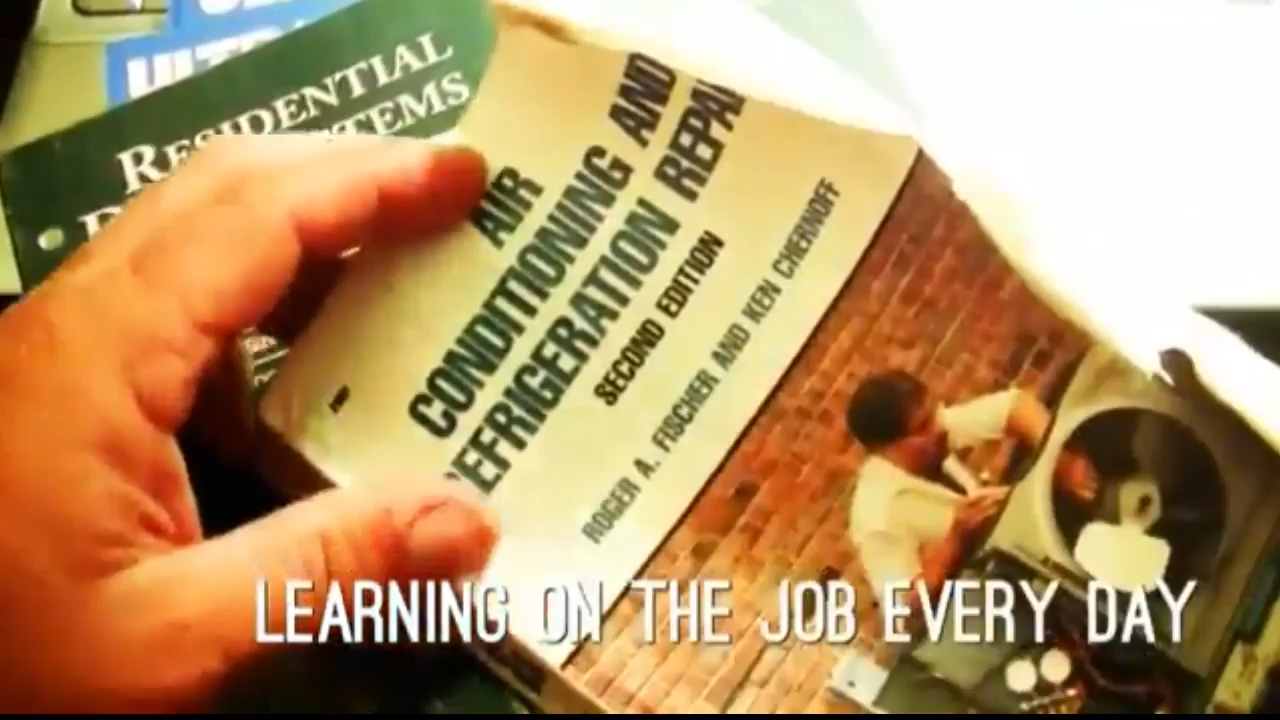 RESIDENTIAL
AIR
CONDITIONING AND
REFRIGERATION REPAI
SECOND EDITION
ROGER A. FISCHER AND KEN CHERNOFF
LEARNING ON THE JOB EVERY DAY